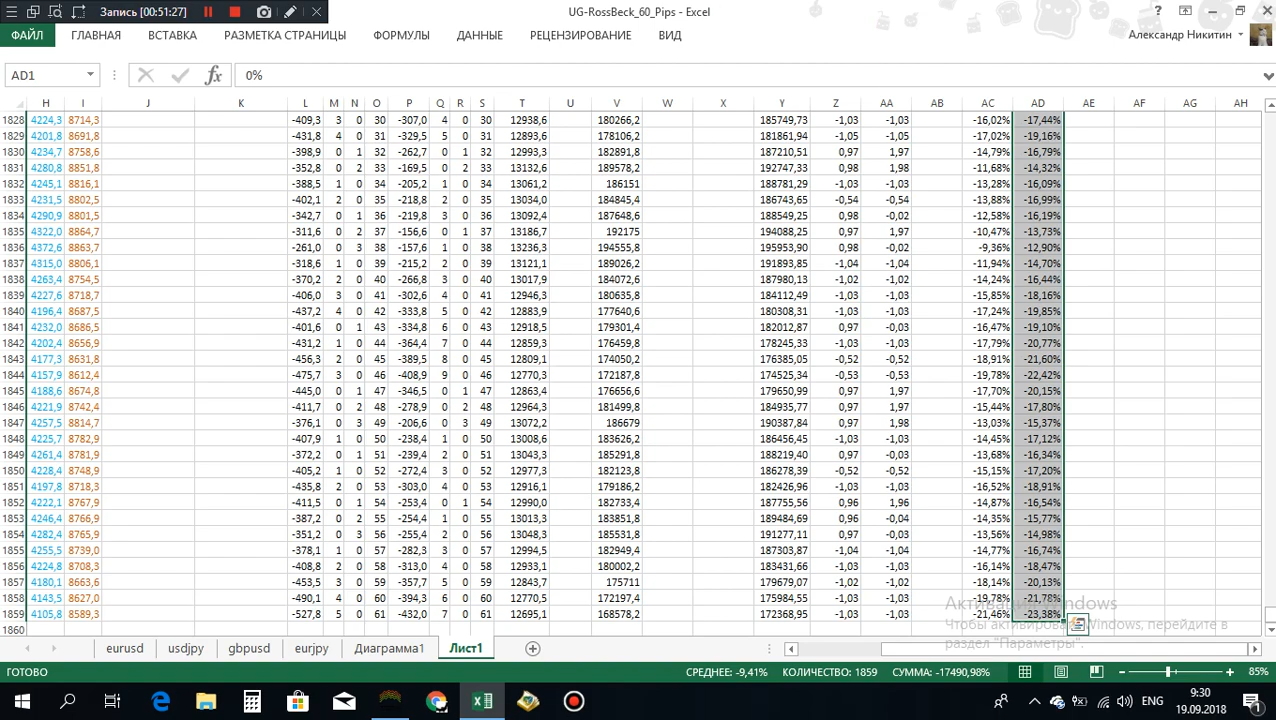 Запись [00:51:27]
UG-RossBeck_60_Pips - Excel
?
ФАЙЛ ГЛАВНАЯ ВСТАВКА РАЗМЕТКА СТРАНИЦЫ ФОРМУЛЫ ДАННЫЕ РЕЦЕНЗИРОВАНИЕ ВИД Александр Никитин
AD1 fx 0%
H I J K L M N O P Q R S T U V W X Y Z AA AB AC AD AE AF AG AH
1828 4224,3 8714,3 -409,3 3 0 30 -307,0 4 0 30 12938,6 180266,2 185749,73 -1,03 -1,03 -16,02% -17,44%
1829 4201,8 8691,8 -431,8 4 0 31 -329,5 5 0 31 12893,6 178106,2 181861,94 -1,05 -1,05 -17,02% -19,16%
1830 4234,7 8758,6 -398,9 0 1 32 -262,7 0 1 32 12993,3 182891,8 187210,51 0,97 1,97 -14,79% -16,79%
1831 4280,8 8851,8 -352,8 0 2 33 -169,5 0 2 33 13132,6 189578,2 192747,33 0,97 1,98 -11,68% -14,32%
1832 4245,1 8816,1 -388,5 1 0 34 -205,2 1 0 34 13061,2 186151 188781,29 -1,03 -1,03 -13,28% -16,09%
1833 4231,5 8802,5 -402,1 2 0 35 -218,8 2 0 35 13034,0 184845,4 186743,65 -0,54 -0,54 -13,88% -16,99%
1834 4290,9 8801,5 -342,7 0 1 36 -219,8 3 0 36 13092,4 187648,6 188549,25 0,98 -0,02 -12,58% -16,19%
1835 4322,0 8864,7 -311,6 0 2 37 -156,6 0 1 37 13186,7 192175 194088,25 0,97 1,97 -10,47% -13,73%
1836 4372,6 8863,7 -261,0 0 3 38 -157,6 1 0 38 13236,3 194555,8 195953,90 0,98 -0,02 -9,36% -12,90%
1837 4315,0 8806,1 -318,6 1 0 39 -215,2 2 0 39 13121,1 189026,2 191893,85 -1,04 -1,04 -11,94% -14,70%
1838 4263,4 8754,5 -370,2 2 0 40 -266,8 3 0 40 13017,9 184072,6 187980,13 -1,02 -1,02 -14,24% -16,44%
1839 4227,6 8718,7 -406,0 3 0 41 -302,6 4 0 41 12946,3 180635,8 184112,49 -1,03 -1,03 -15,85% -18,16%
1840 4196,4 8687,5 -437,2 4 0 42 -333,8 5 0 42 12883,9 177640,6 180308,31 -1,03 -1,03 -17,24% -19,85%
1841 4232,0 8686,5 -401,6 0 1 43 -334,8 6 0 43 12918,5 179301,4 182012,87 0,97 -0,03 -16,47% -19,10%
1842 4202,4 8656,9 -431,2 1 0 44 -364,4 7 0 44 12859,3 176459,8 178245,33 -1,03 -1,03 -17,79% -20,77%
1843 4177,3 8631,8 -456,3 2 0 45 -389,5 8 0 45 12809,1 174050,2 176385,05 -0,52 -0,52 -18,91% -21,60%
1844 4157,9 8612,4 -475,7 3 0 46 -408,9 9 0 46 12770,3 172187,8 174525,34 -0,53 -0,53 -19,78% -22,42%
1845 4188,6 8674,8 -445,0 0 1 47 -346,5 0 1 47 12863,4 176656,6 179650,99 0,97 1,97 -17,70% -20,15%
1846 4221,9 8742,4 -411,7 0 2 48 -278,9 0 2 48 12964,3 181499,8 184935,77 0,97 1,97 -15,44% -17,80%
1847 4257,5 8814,7 -376,1 0 3 49 -206,6 0 3 49 13072,2 186679 190387,84 0,97 1,98 -13,03% -15,37%
1848 4225,7 8782,9 -407,9 1 0 50 -238,4 1 0 50 13008,6 183626,2 186456,45 -1,03 -1,03 -14,45% -17,12%
1849 4261,4 8781,9 -372,2 0 1 51 -239,4 2 0 51 13043,3 185291,8 188219,40 0,97 -0,03 -13,68% -16,34%
1850 4228,4 8748,9 -405,2 1 0 52 -272,4 3 0 52 12977,3 182123,8 186278,39 -0,52 -0,52 -15,15% -17,20%
1851 4197,8 8718,3 -435,8 2 0 53 -303,0 4 0 53 12916,1 179186,2 182426,96 -1,03 -1,03 -16,52% -18,91%
1852 4222,1 8767,9 -411,5 0 1 54 -253,4 0 1 54 12990,0 182733,4 187755,56 0,96 1,96 -14,87% -16,54%
1853 4246,4 8766,9 -387,2 0 2 55 -254,4 1 0 55 13013,3 183851,8 189484,69 0,96 -0,04 -14,35% -15,77%
1854 4282,4 8765,9 -351,2 0 3 56 -255,4 2 0 56 13048,3 185531,8 191277,11 0,97 -0,03 -13,56% -14,98%
1855 4255,5 8739,0 -378,1 1 0 57 -282,3 3 0 57 12994,5 182949,4 187303,87 -1,04 -1,04 -14,77% -16,74%
1856 4224,8 8708,3 -408,8 2 0 58 -313,0 4 0 58 12933,1 180002,2 183431,66 -1,03 -1,03 -16,14% -18,47%
1857 4180,1 8663,6 -453,5 3 0 59 -357,7 5 0 59 12843,7 175711 179679,07 -1,02 -1,02 -18,14% -20,13%
1858 4143,5 8627,0 -490,1 4 0 60 -394,3 6 0 60 12770,5 172197,4 175984,55 -1,03 -1,03 -19,78% -21,78%
1859 4105,8 8589,3 -527,8 5 0 61 -432,0 7 0 61 12695,1 168578,2 172368,95 -1,03 -1,03 -21,46% -23,38%
1860
Активация Windows
Чтобы активировать Windows, перейдите в
раздел "Параметры".
eurusd usdjpy eurjpy Диаграмма1 Лист1
ГОТОВО СРЕДНЕЕ: -9,41% КОЛИЧЕСТВО: 1859 СУММА: -17490,98% 85%
ENG 9:30
19.09.2018
1